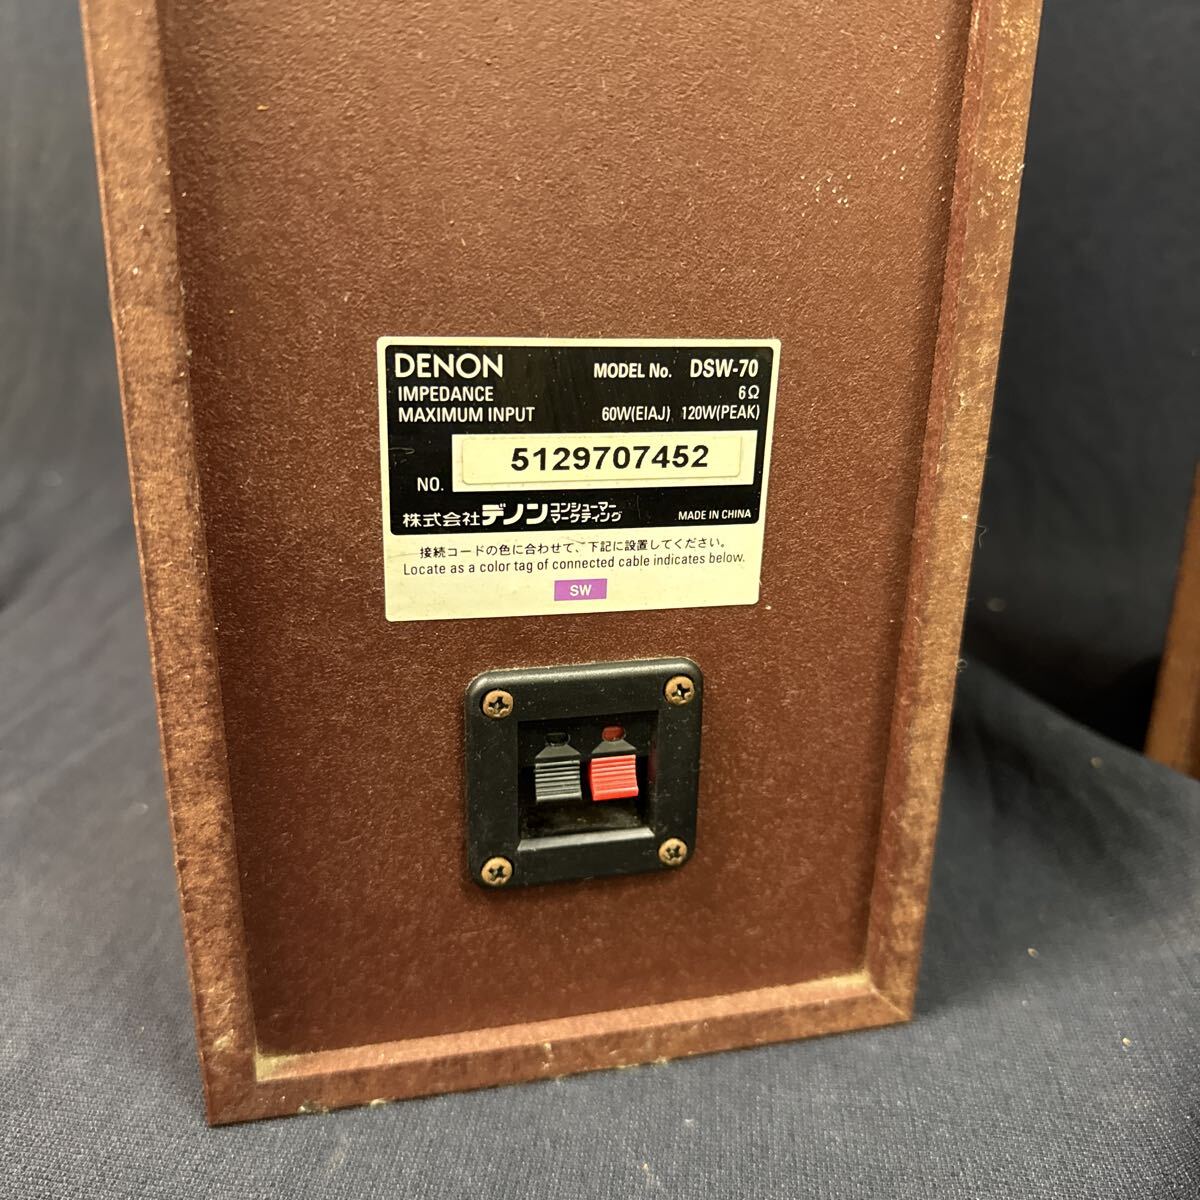 DENON MODEL No. DSW-70
IMPEDANCE 6Ω
MAXIMUM INPUT 60W(EIAJ) 120W(PEAK)
NO. 5129707452
株式会社デノン コンシューマーマーケティング MADE IN CHINA
接続コードの色に合わせて、下記に設置してください。
Locate as a color tag of connected cable indicates below.
SW